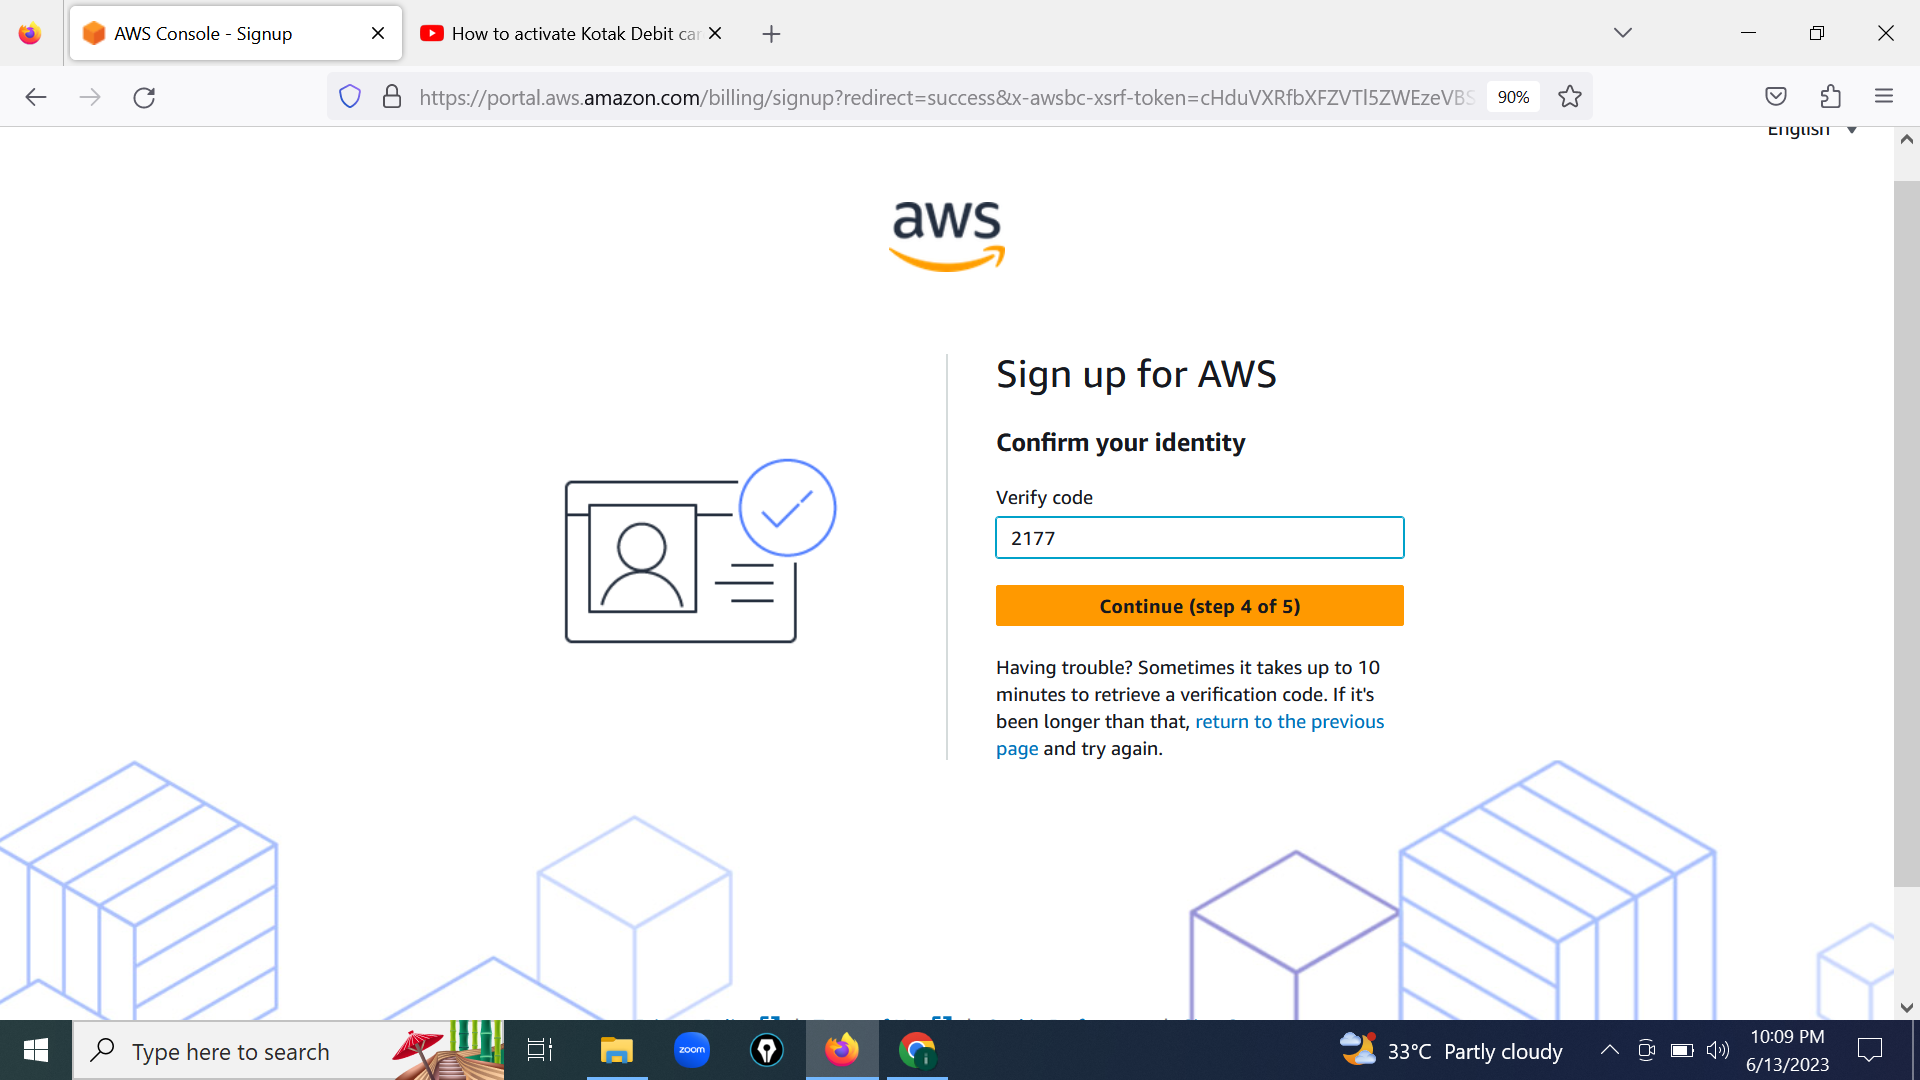 AWS Console - Signup
How to activate Kotak Debit car
https://portal.aws.amazon.com/billing/signup?redirect=success&x-awsbc-xsrf-token=cHduVXRfbXFZVTl5ZWEzeVBS
90%
English
aws
Sign up for AWS
Confirm your identity
Verify code
2177
Continue (step 4 of 5)
Having trouble? Sometimes it takes up to 10
minutes to retrieve a verification code. If it's
been longer than that, return to the previous
page and try again.
Type here to search
zoom
33°C Partly cloudy
10:09 PM
6/13/2023